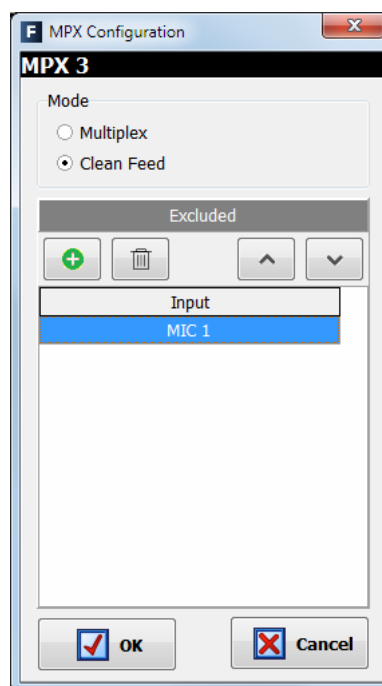 F MPX Configuration
MPX 3
Mode
Multiplex
Clean Feed
Excluded
Input
MIC 1
OK
Cancel